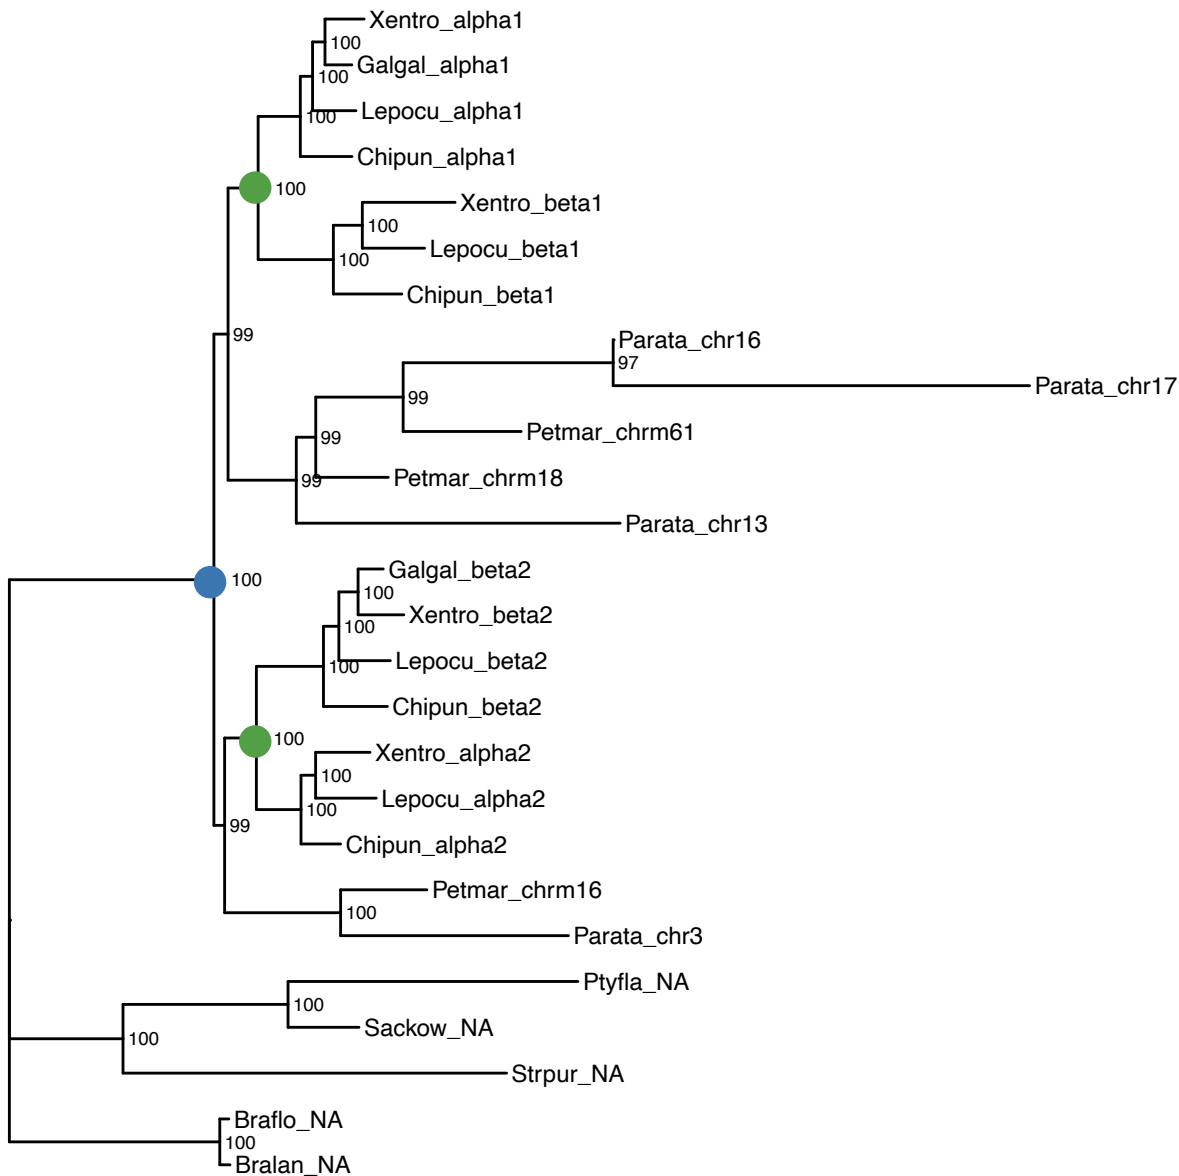 Xentro_alpha1
100
Galgal_alpha1
100
Lepocu_alpha1
100
Chipun_alpha1
100
Xentro_beta1
100
Lepocu_beta1
100
Chipun_beta1
99
Parata_chr16
97
Parata_chr17
99
Petmar_chrm61
99
Petmar_chrm18
99
Parata_chr13
Galgal_beta2
100
100
Xentro_beta2
100
Lepocu_beta2
100
Chipun_beta2
100
Xentro_alpha2
100
Lepocu_alpha2
100
99
Chipun_alpha2
Petmar_chrm16
100
Parata_chr3
Ptyfla_NA
100
Sackow_NA
100
Strpur_NA
Braflo_NA
100
Bralan_NA